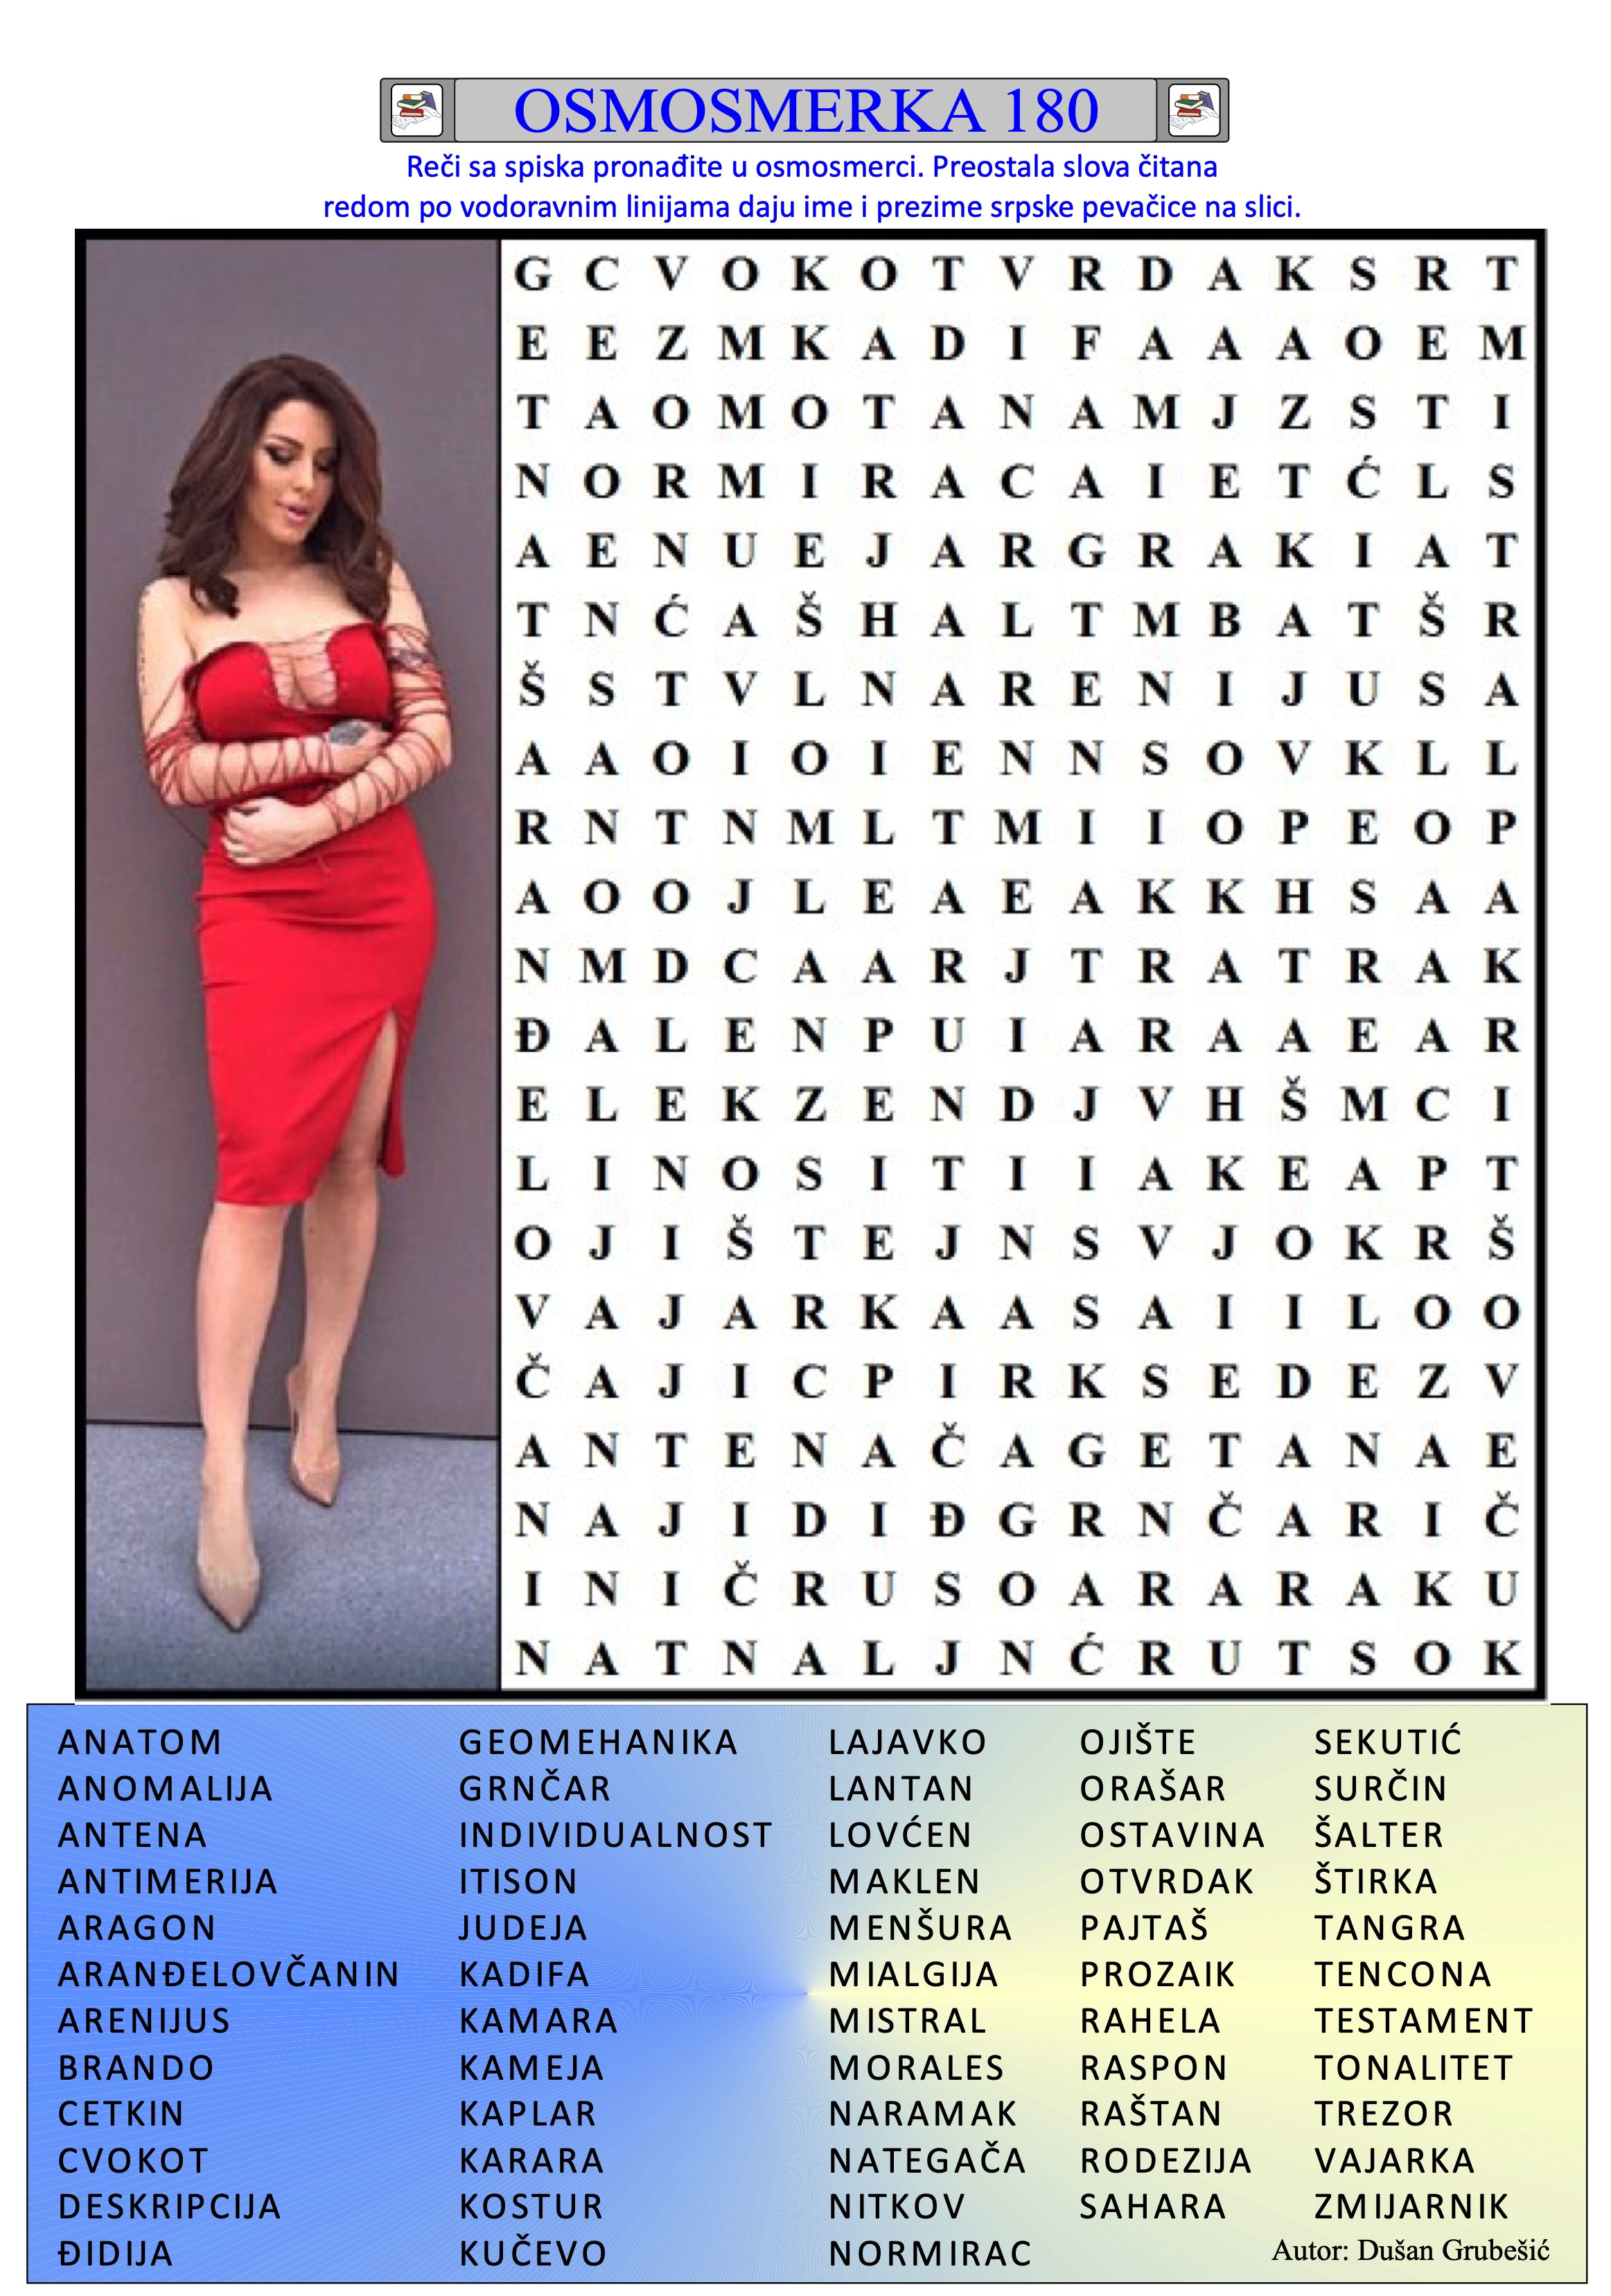 OSMOSMERKA 180
Reči sa spiska pronađite u osmosmerci. Preostala slova čitana
redom po vodoravnim linijama daju ime i prezime srpske pevačice na slici.
G C V O K O T V R D A K S R T
E E Z M K A D I F A A A O E M
T A O M O T A N A M J Z S T I
N O R M I R A C A I E T Ć L S
A E N U E J A R G R A K I A T
T N Ć A Š H A L T M B A T Š R
Š S T V L N A R E N I J U S A
A A O I O I E N N S O V K L L
R N T N M L T M I I O P E O P
A O O J L E A E A K K H S A A
N M D C A A R J T R A T R A K
Đ A L E N P U I A R A A E A R
E L E K Z E N D J V H Š M C I
L I N O S I T I I A K E A P T
O J I Š T E J N S V J O K R Š
V A J A R K A A S A I I L O O
Č A J I C P I R K S E D E Z V
A N T E N A Č A G E T A N A E
N A J I D I Đ G R N Č A R I Č
I N I Č R U S O A R A R A K U
N A T N A L J N Ć R U T S O K
ANATOM GEOMEHANIKA LAJAVKO OJIŠTE SEKUTIĆ
ANOMALIJA GRNČAR LANTAN ORAŠAR SURČIN
ANTENA INDIVIDUALNOST LOVĆEN OSTAVINA ŠALTER
ANTIMERIJA ITISON MAKLEN OTVRDAK ŠTIRKA
ARAGON JUDEJA MENŠURA PAJTAŠ TANGRA
ARANĐELOVČANIN KADIFA MIALGIJA PROZAIK TENCONA
ARENIJUS KAMARA MISTRAL RAHELA TESTAMENT
BRANDO KAMEJA MORALES RASPON TONALITET
CETKIN KAPLAR NARAMAK RAŠTAN TREZOR
CVOKOT KARARA NATEGAČA RODEZIJA VAJARKA
DESKRIPCIJA KOSTUR NITKOV SAHARA ZMIJARNIK
ĐIDIJA KUČEVO NORMIRAC Autor: Dušan Grubešić